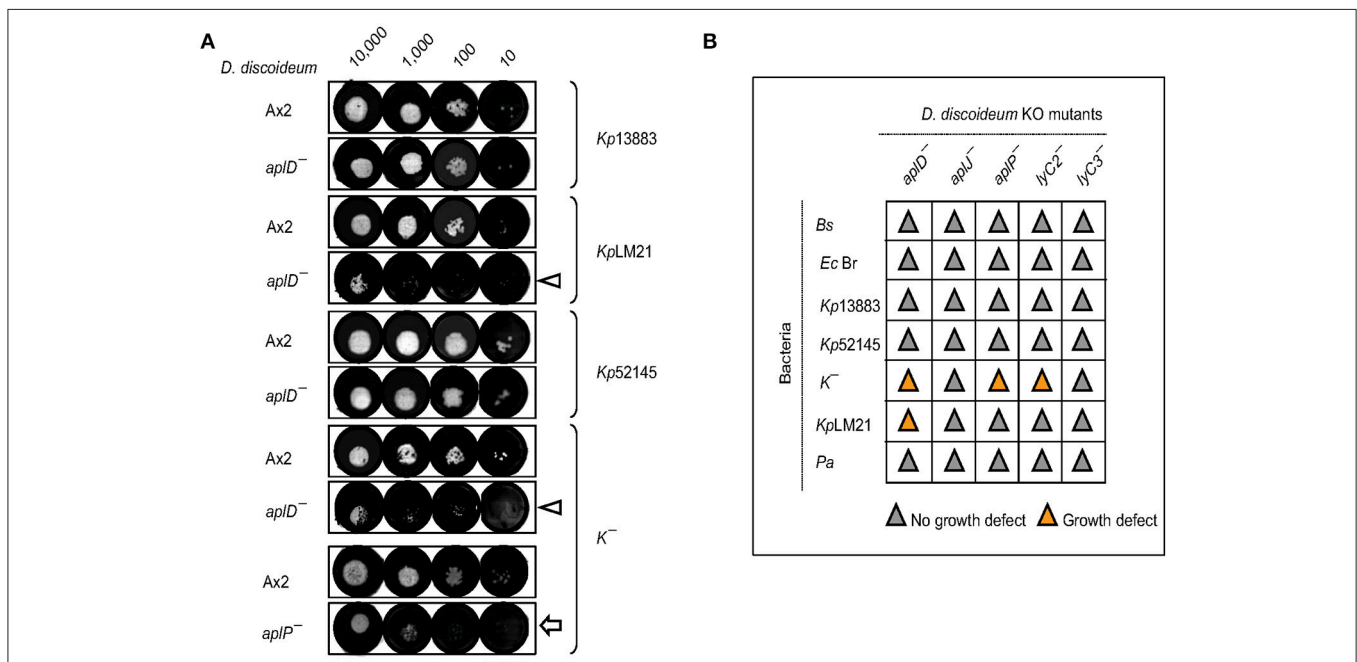 A
D. discoideum
10,000
1,000
100
10
Ax2
aplD⁻
Kp13883
Ax2
aplD⁻
KpLM21
Ax2
aplD⁻
Kp52145
Ax2
aplD⁻
Ax2
aplP⁻
K⁻
B
D. discoideum KO mutants
aplD⁻
aplJ⁻
aplP⁻
lyC2⁻
lyC3⁻
Bacteria
Bs
Ec Br
Kp13883
Kp52145
K⁻
KpLM21
Pa
No growth defect
Growth defect